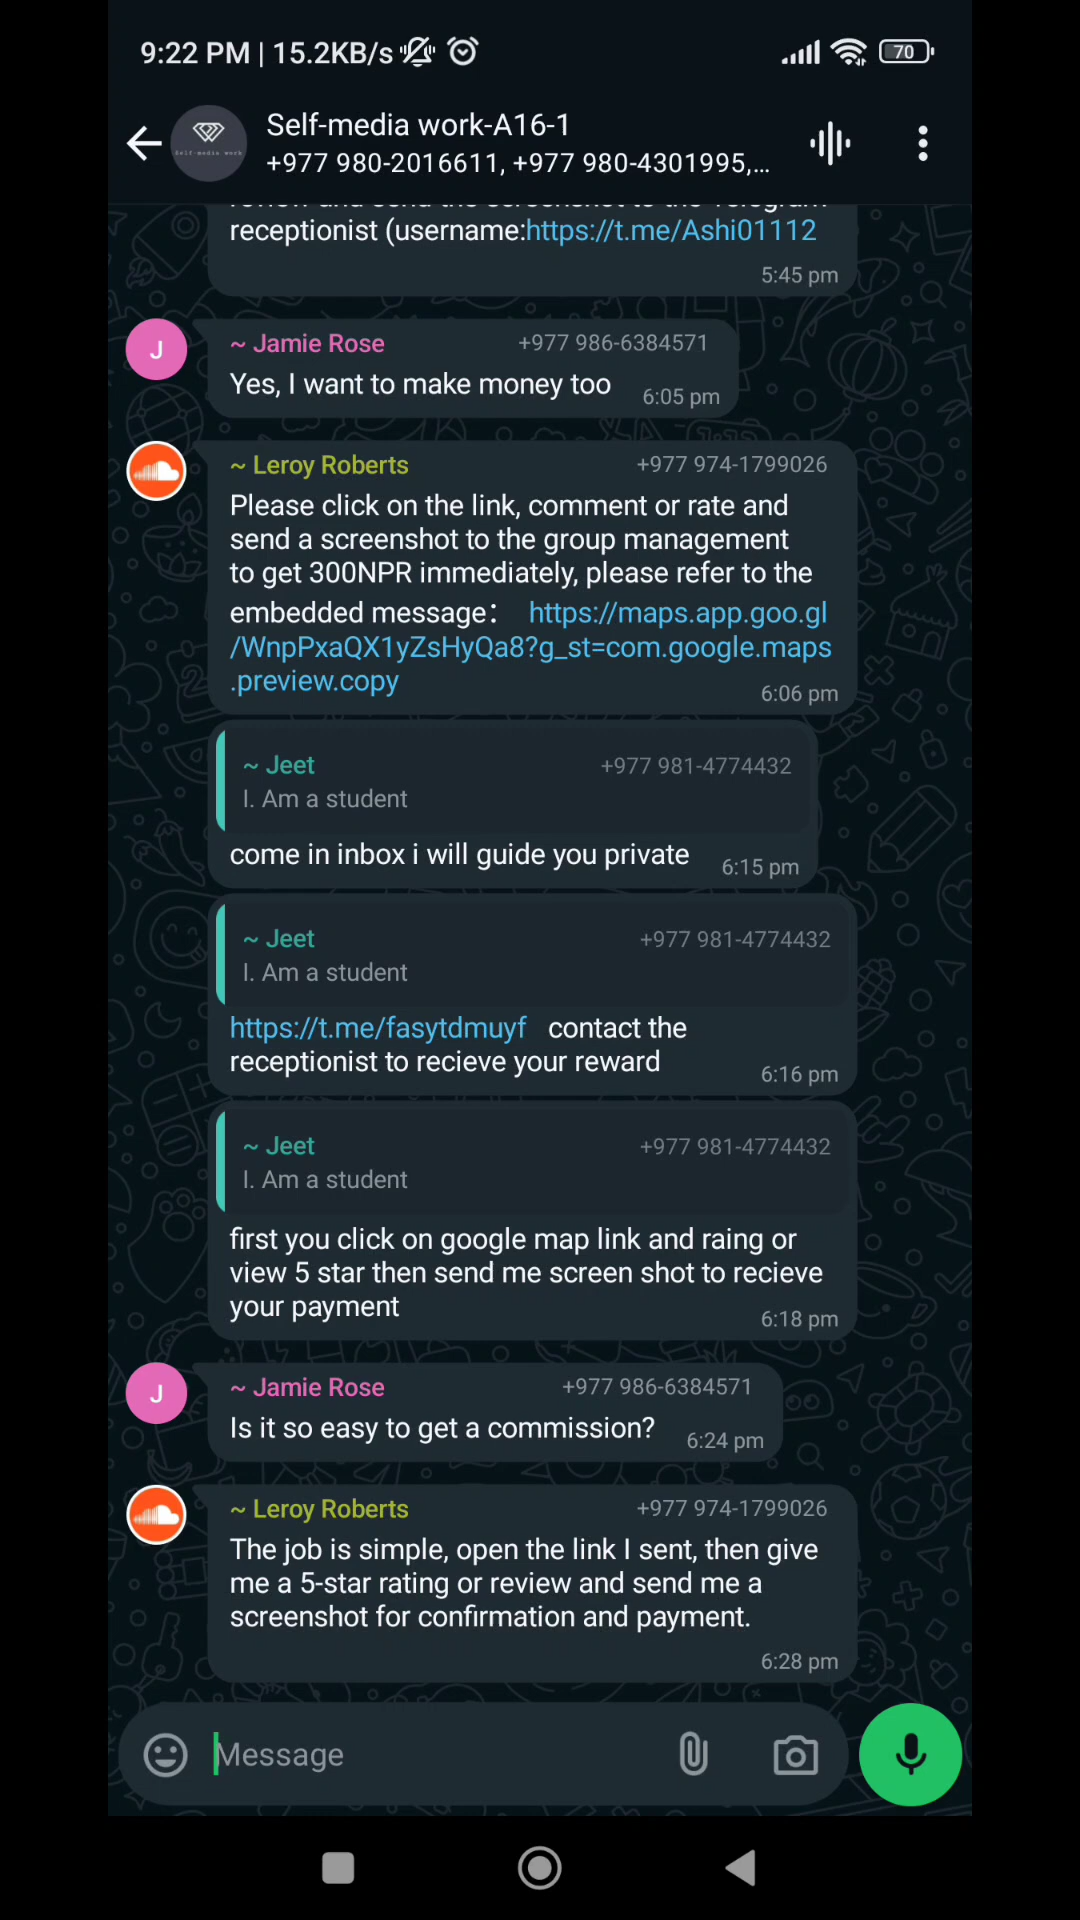 9:22 PM | 15.2KB/s
70
Self-media work-A16-1
+977 980-2016611, +977 980-4301995,...
review and send the screenshot to the Telegram
receptionist (username:https://t.me/Ashi01112
5:45 pm
J
~ Jamie Rose +977 986-6384571
Yes, I want to make money too
6:05 pm
~ Leroy Roberts +977 974-1799026
Please click on the link, comment or rate and
send a screenshot to the group management
to get 300NPR immediately, please refer to the
embedded message： https://maps.app.goo.gl
/WnpPxaQX1yZsHyQa8?g_st=com.google.maps
.preview.copy
6:06 pm
~ Jeet +977 981-4774432
I. Am a student
come in inbox i will guide you private
6:15 pm
~ Jeet +977 981-4774432
I. Am a student
https://t.me/fasytdmuyf contact the
receptionist to recieve your reward
6:16 pm
~ Jeet +977 981-4774432
I. Am a student
first you click on google map link and raing or
view 5 star then send me screen shot to recieve
your payment
6:18 pm
J
~ Jamie Rose +977 986-6384571
Is it so easy to get a commission?
6:24 pm
~ Leroy Roberts +977 974-1799026
The job is simple, open the link I sent, then give
me a 5-star rating or review and send me a
screenshot for confirmation and payment.
6:28 pm
Message